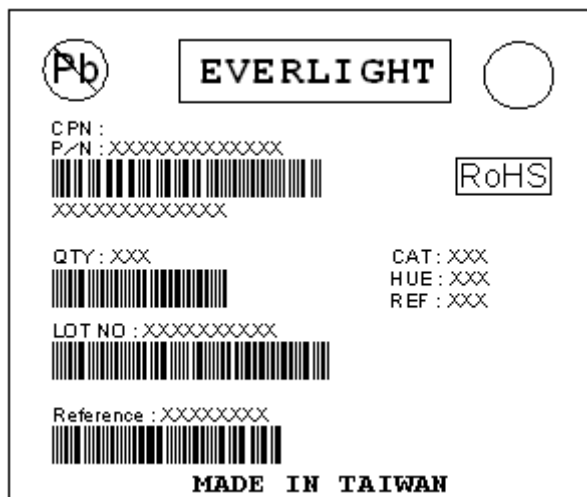 Pb
EVERLIGHT
CPN :
P/N : XXXXXXXXXXXXX
RoHS
XXXXXXXXXXXXX
QTY : XXX
CAT : XXX
HUE : XXX
REF : XXX
LOT NO : XXXXXXXXXX
Reference : XXXXXXXX
MADE IN TAIWAN